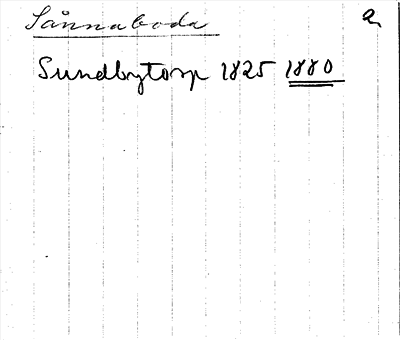 Sånnaboda a
Sundbytorp 1825 1880